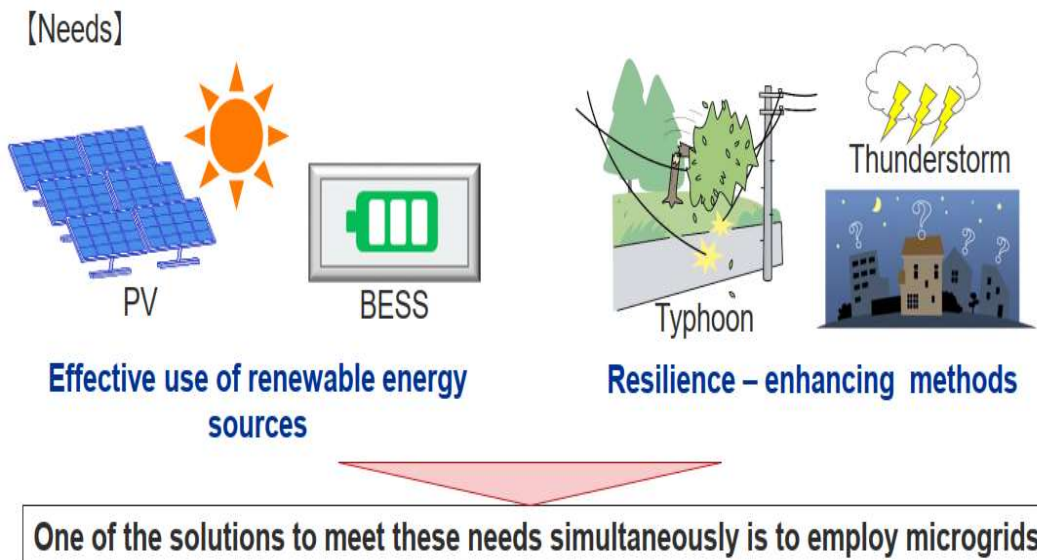 【Needs】
PV
BESS
Typhoon
Thunderstorm
? ? ? ?
Effective use of renewable energy
sources
Resilience – enhancing methods
One of the solutions to meet these needs simultaneously is to employ microgrids